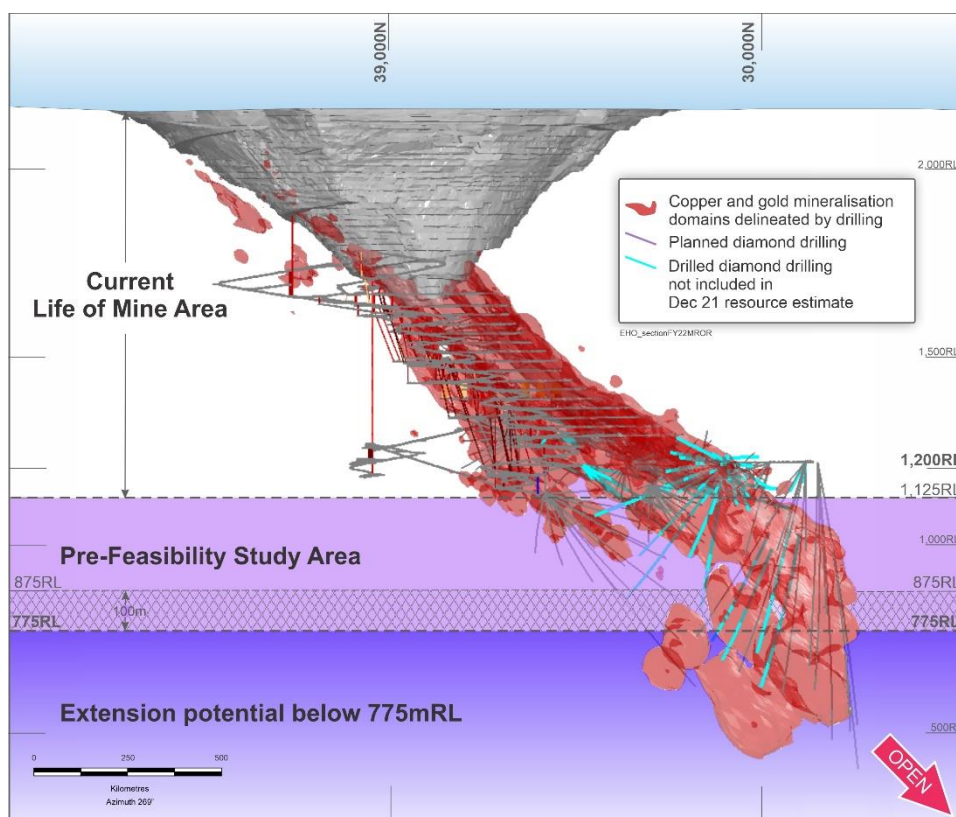 39,000N
30,000N
2,000RL
Copper and gold mineralisation
domains delineated by drilling
Planned diamond drilling
Drilled diamond drilling
not included in
Dec 21 resource estimate
EHO_sectionFY22MROR
Current
Life of Mine Area
1,500RL
1,200RL
1,125RL
Pre-Feasibility Study Area
1,000RL
875RL
875RL
100m
775RL
775RL
Extension potential below 775mRL
500RL
0
250
500
Kilometres
Azimuth 269°
OPEN